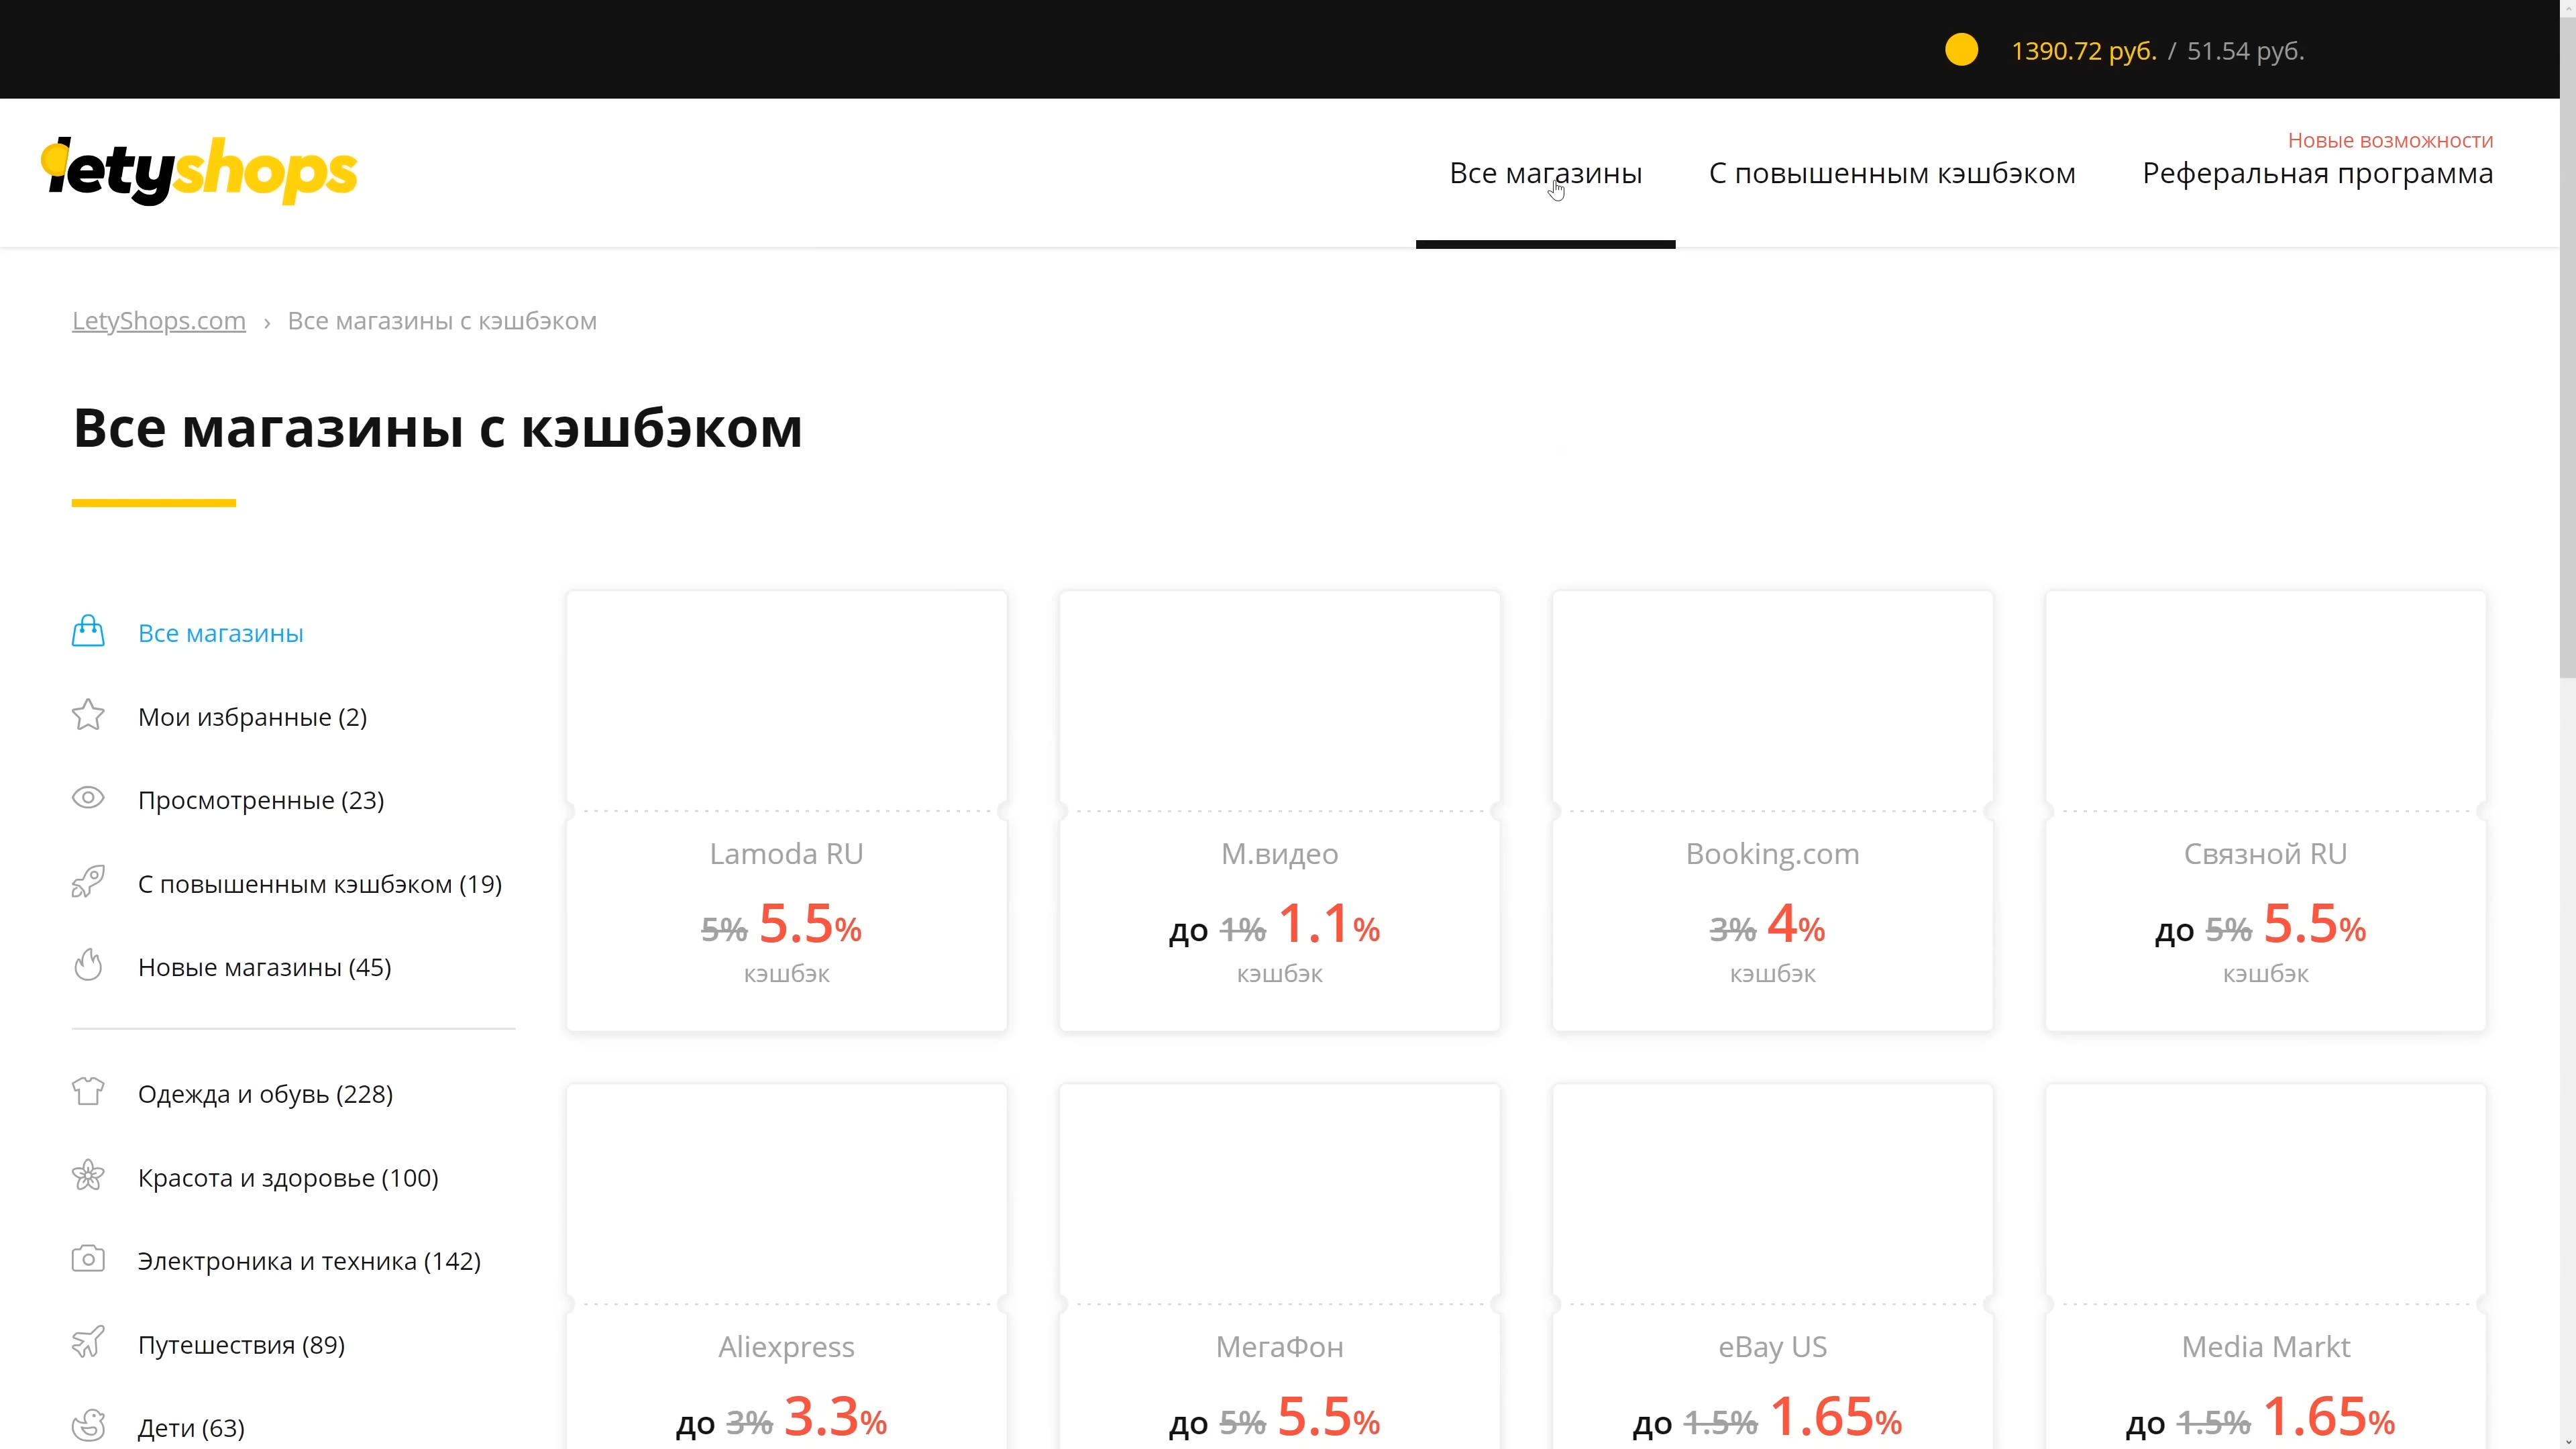 1390.72 руб. / 51.54 руб.
letyshops
Все магазины
С повышенным кэшбэком
Новые возможности
Реферальная программа
LetyShops.com › Все магазины с кэшбэком
Все магазины с кэшбэком
Все магазины
Мои избранные (2)
Просмотренные (23)
С повышенным кэшбэком (19)
Новые магазины (45)
Одежда и обувь (228)
Красота и здоровье (100)
Электроника и техника (142)
Путешествия (89)
Дети (63)
Lamoda RU
5% 5.5%
кэшбэк
М.видео
до 1% 1.1%
кэшбэк
Booking.com
3% 4%
кэшбэк
Связной RU
до 5% 5.5%
кэшбэк
Aliexpress
до 3% 3.3%
МегаФон
до 5% 5.5%
eBay US
до 1.5% 1.65%
Media Markt
до 1.5% 1.65%